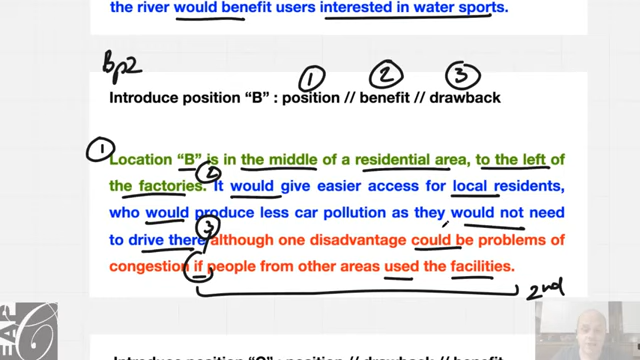 the river would benefit users interested in water sports.
Bp2
① ② ③
Introduce position “B” : position // benefit // drawback
①
Location “B” is in the middle of a residential area, to the left of
②
the factories. It would give easier access for local residents,
who would produce less car pollution as they would not need
③
to drive there although one disadvantage could be problems of
congestion if people from other areas used the facilities.
2nd
Introduce position "C" : position // drawback // benefit
EAP